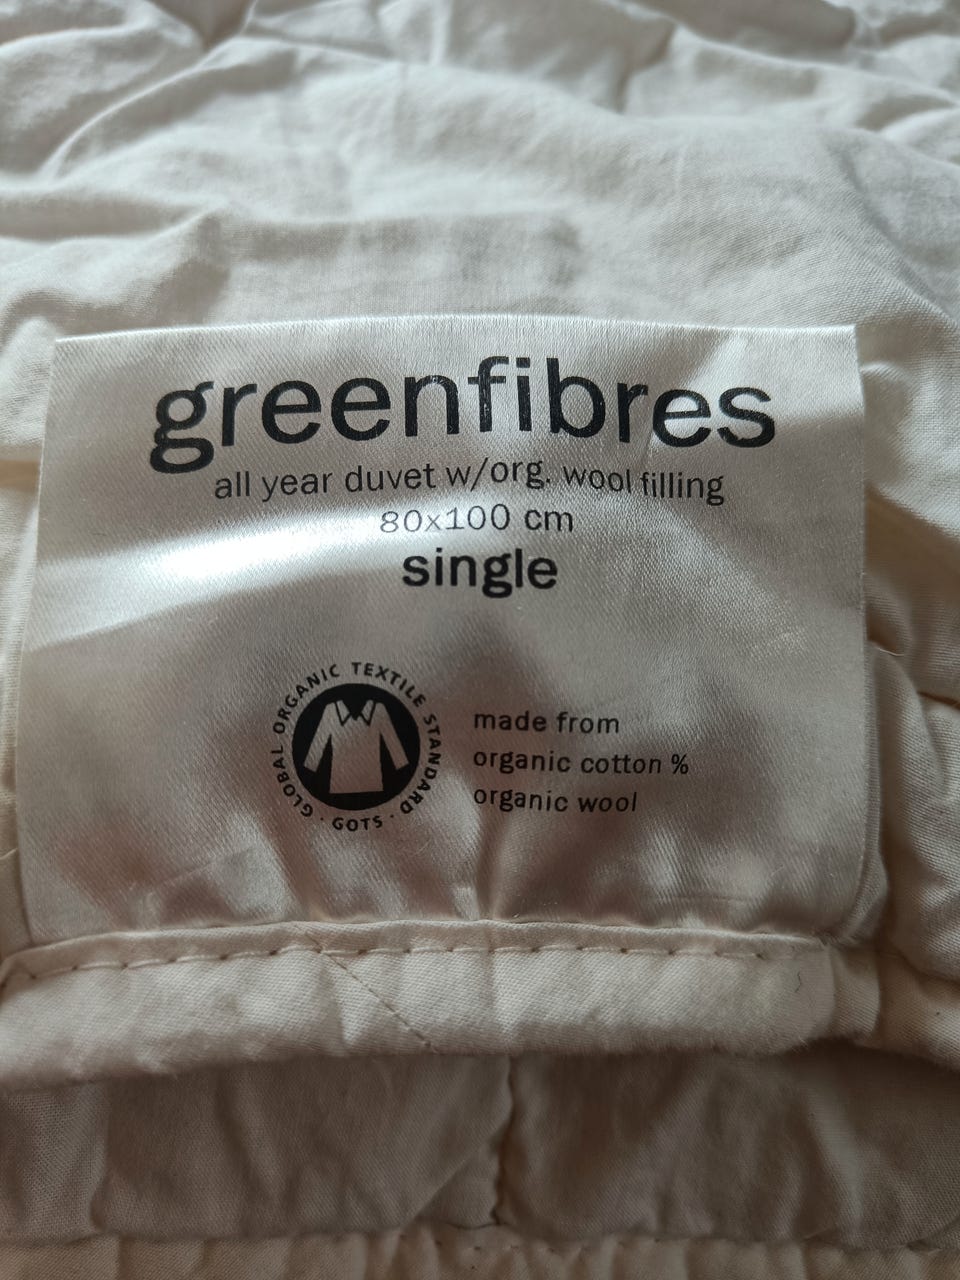 greenfibres
all year duvet w/org. wool filling
80x100 cm
single
GLOBAL ORGANIC TEXTILE STANDARD · GOTS ·
made from
organic cotton %
organic wool